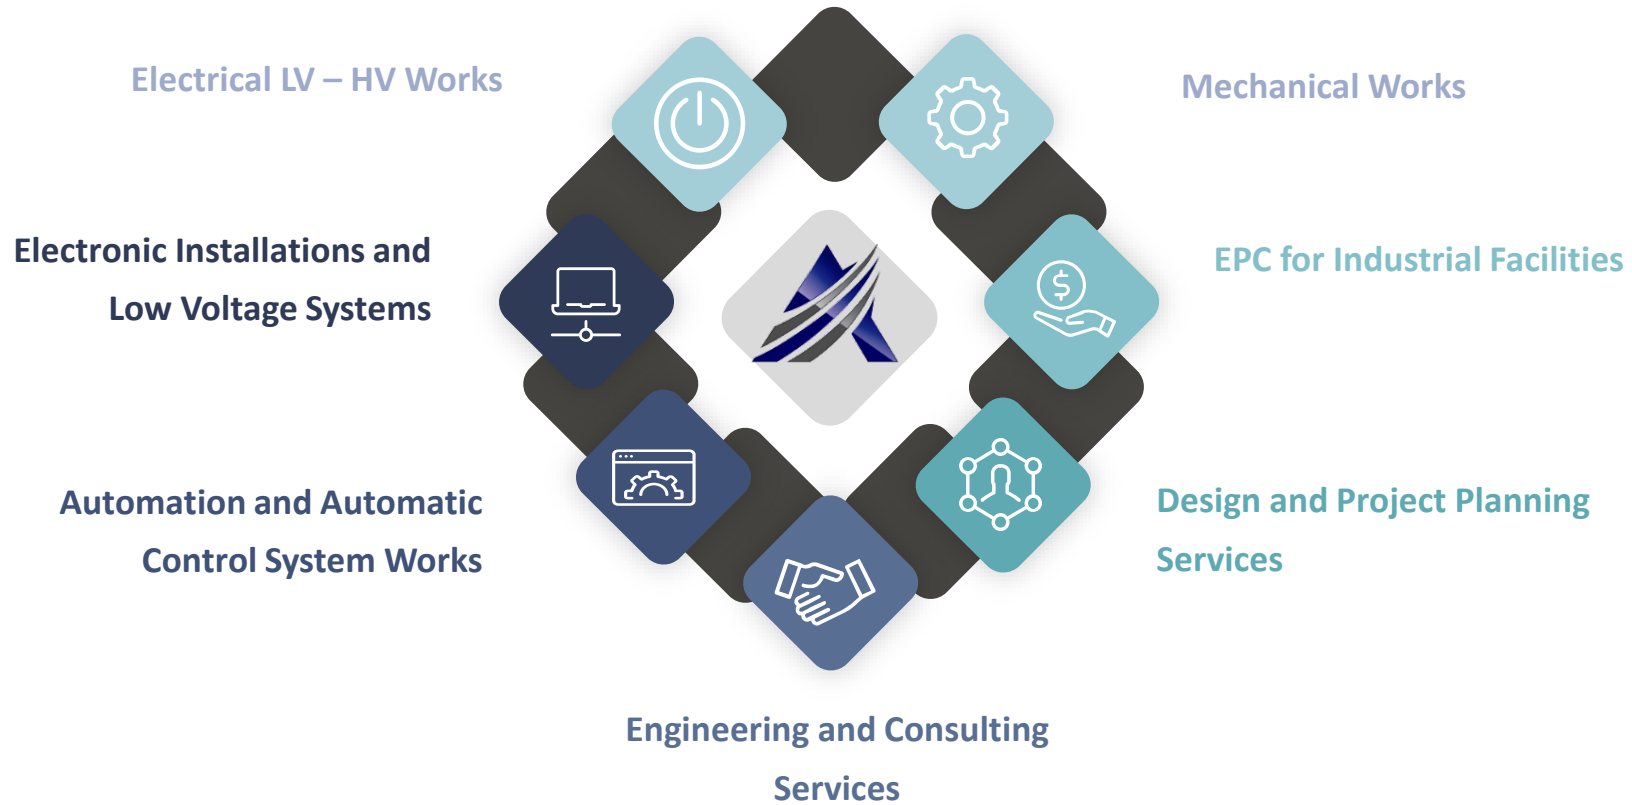 Electrical LV – HV Works
Mechanical Works
Electronic Installations and
Low Voltage Systems
EPC for Industrial Facilities
Automation and Automatic
Control System Works
Design and Project Planning
Services
Engineering and Consulting
Services